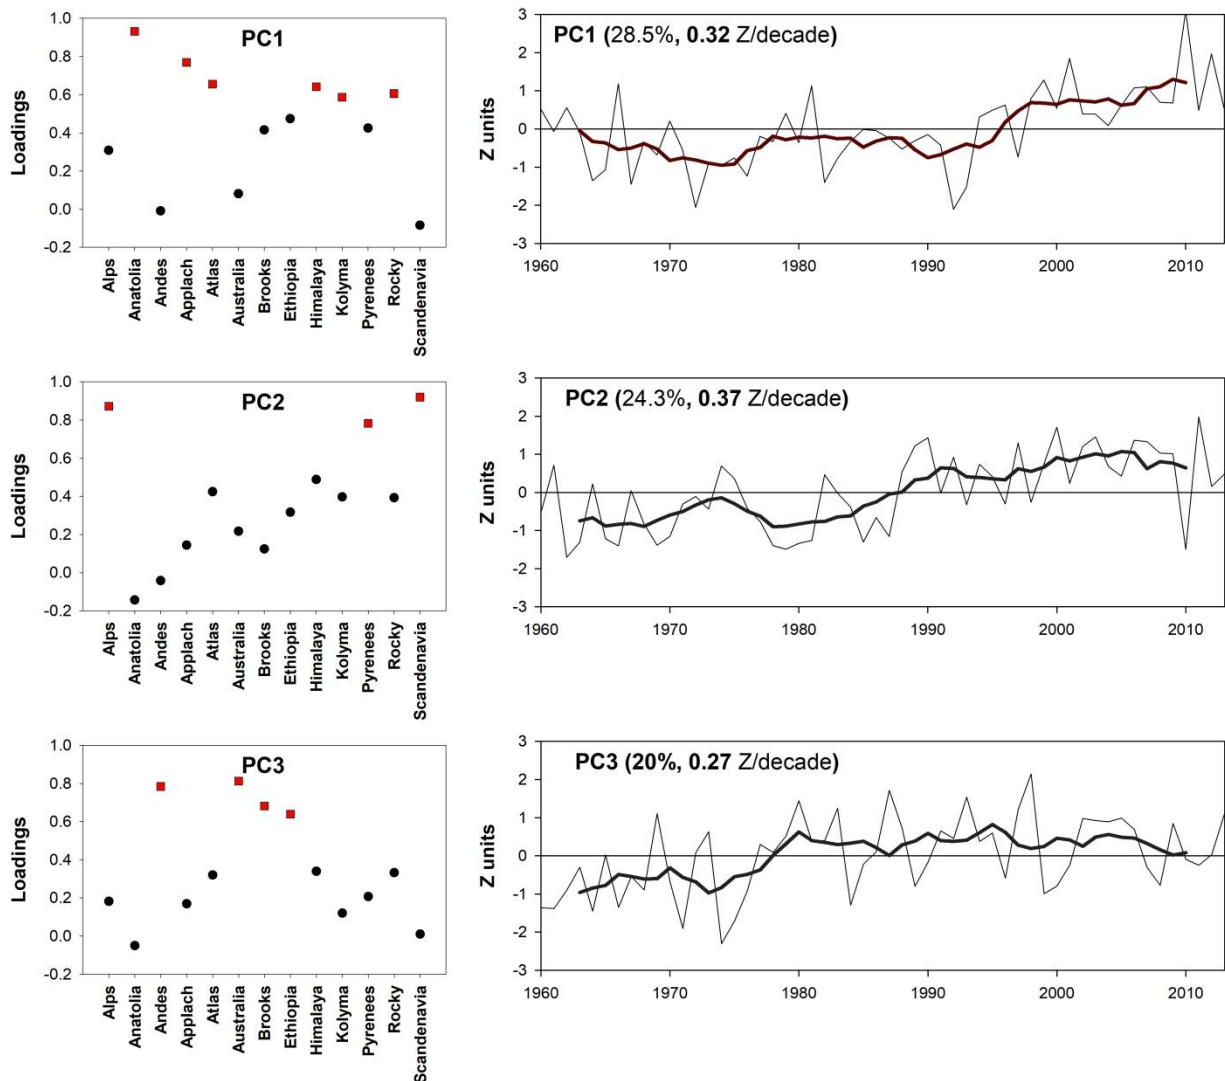 PC1
Loadings
1.0
0.8
0.6
0.4
0.2
0.0
-0.2
Alps
Anatolia
Andes
Applach
Atlas
Australia
Brooks
Ethiopia
Himalaya
Kolyma
Pyrenees
Rocky
Scandenavia
PC1 (28.5%, 0.32 Z/decade)
Z units
3
2
1
0
-1
-2
-3
1960
1970
1980
1990
2000
2010
PC2
Loadings
1.0
0.8
0.6
0.4
0.2
0.0
-0.2
Alps
Anatolia
Andes
Applach
Atlas
Australia
Brooks
Ethiopia
Himalaya
Kolyma
Pyrenees
Rocky
Scandenavia
PC2 (24.3%, 0.37 Z/decade)
Z units
3
2
1
0
-1
-2
-3
1960
1970
1980
1990
2000
2010
PC3
Loadings
1.0
0.8
0.6
0.4
0.2
0.0
-0.2
Alps
Anatolia
Andes
Applach
Atlas
Australia
Brooks
Ethiopia
Himalaya
Kolyma
Pyrenees
Rocky
Scandenavia
PC3 (20%, 0.27 Z/decade)
Z units
3
2
1
0
-1
-2
-3
1960
1970
1980
1990
2000
2010